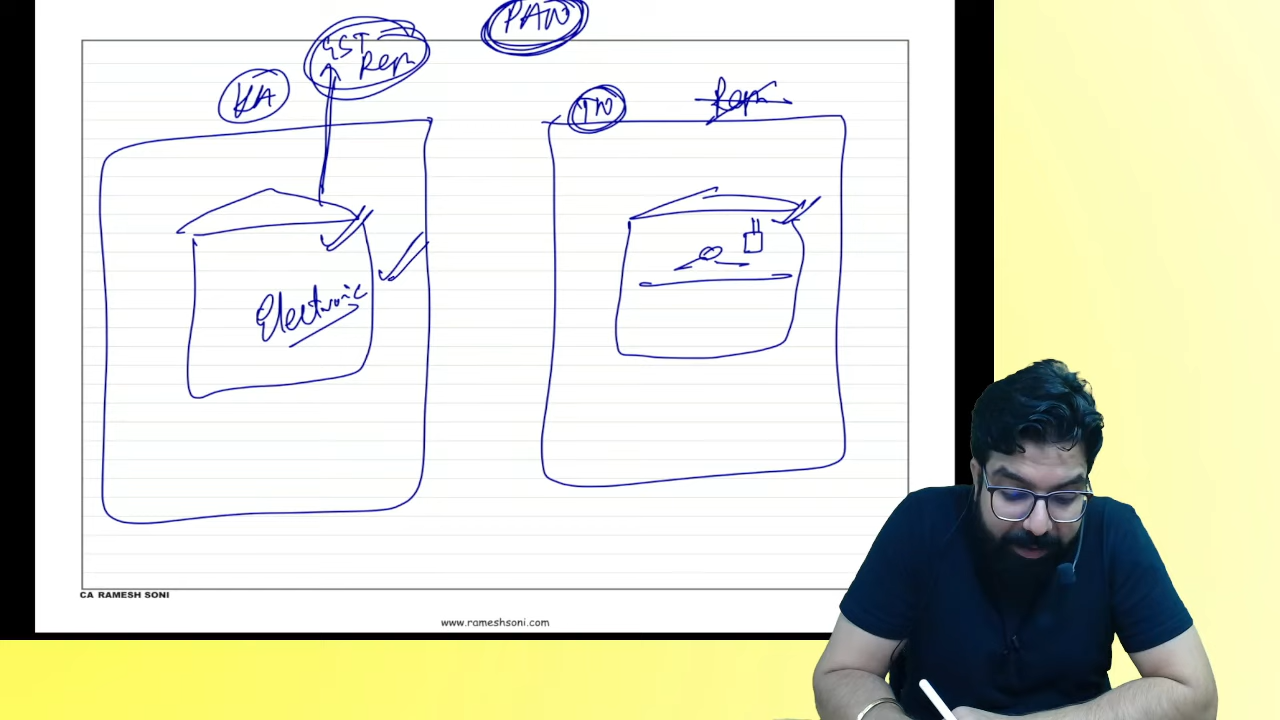 PAN
GST
Regn
KA
TN
Regn
Electronic
CA RAMESH SONI
www.rameshsoni.com